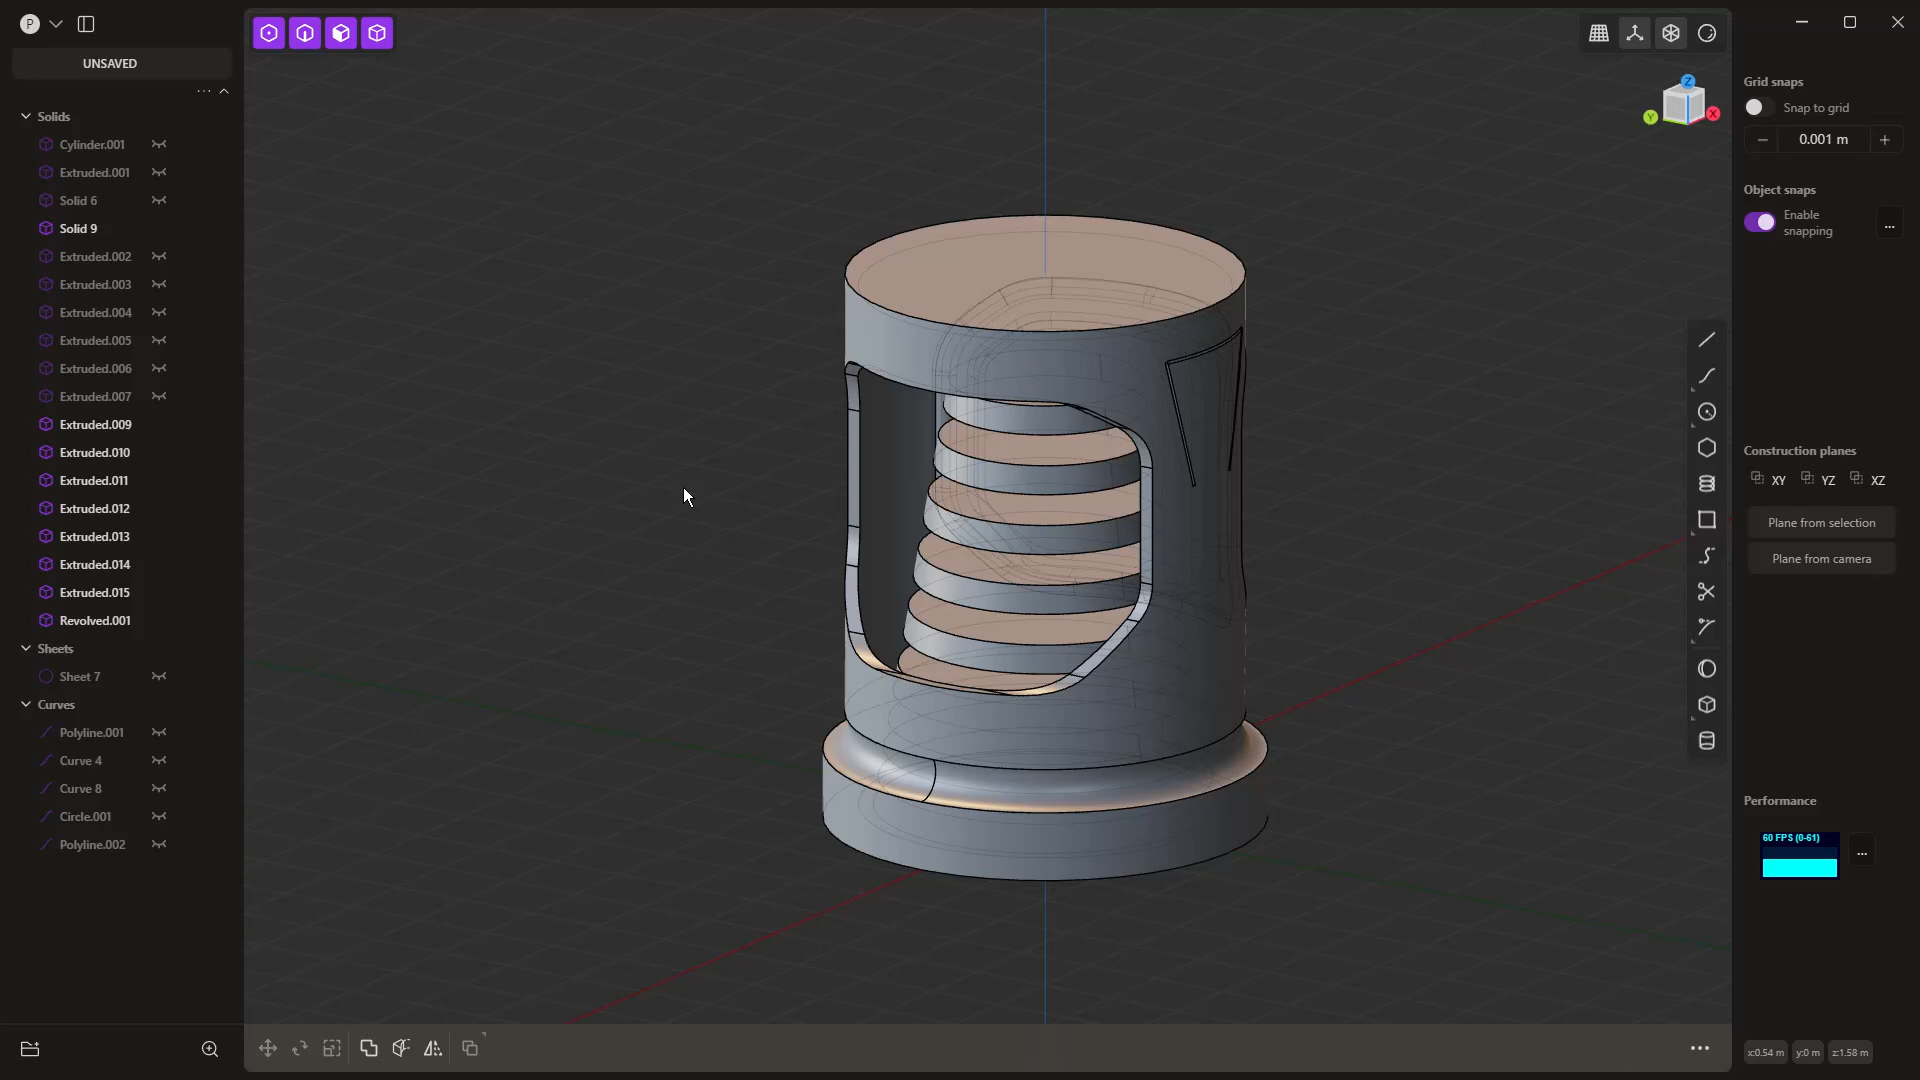 P
UNSAVED
...
Solids
Cylinder.001
Extruded.001
Solid 6
Solid 9
Extruded.002
Extruded.003
Extruded.004
Extruded.005
Extruded.006
Extruded.007
Extruded.009
Extruded.010
Extruded.011
Extruded.012
Extruded.013
Extruded.014
Extruded.015
Revolved.001
Sheets
Sheet 7
Curves
Polyline.001
Curve 4
Curve 8
Circle.001
Polyline.002
Z
Y
X
Grid snaps
Snap to grid
− 0.001 m +
Object snaps
Enable
snapping
...
Construction planes
XY YZ XZ
Plane from selection
Plane from camera
Performance
60 FPS (0-61)
...
x:0.54 m y:0 m z:1.58 m